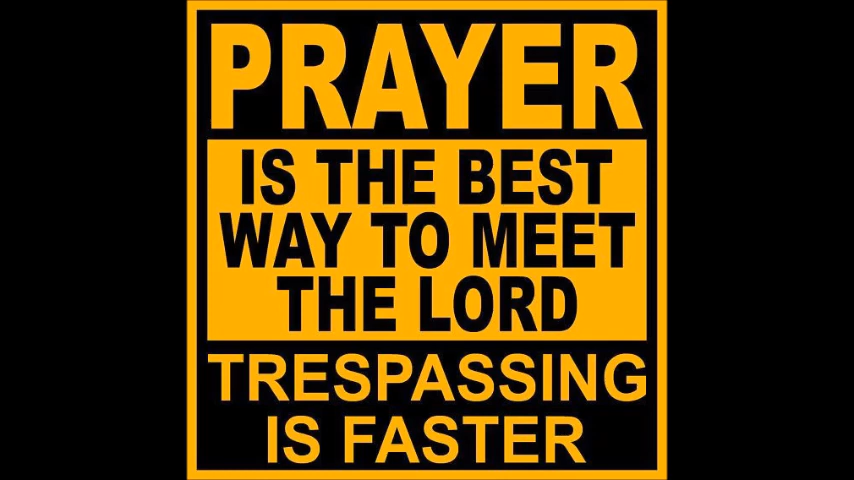 PRAYER
IS THE BEST
WAY TO MEET
THE LORD
TRESPASSING
IS FASTER